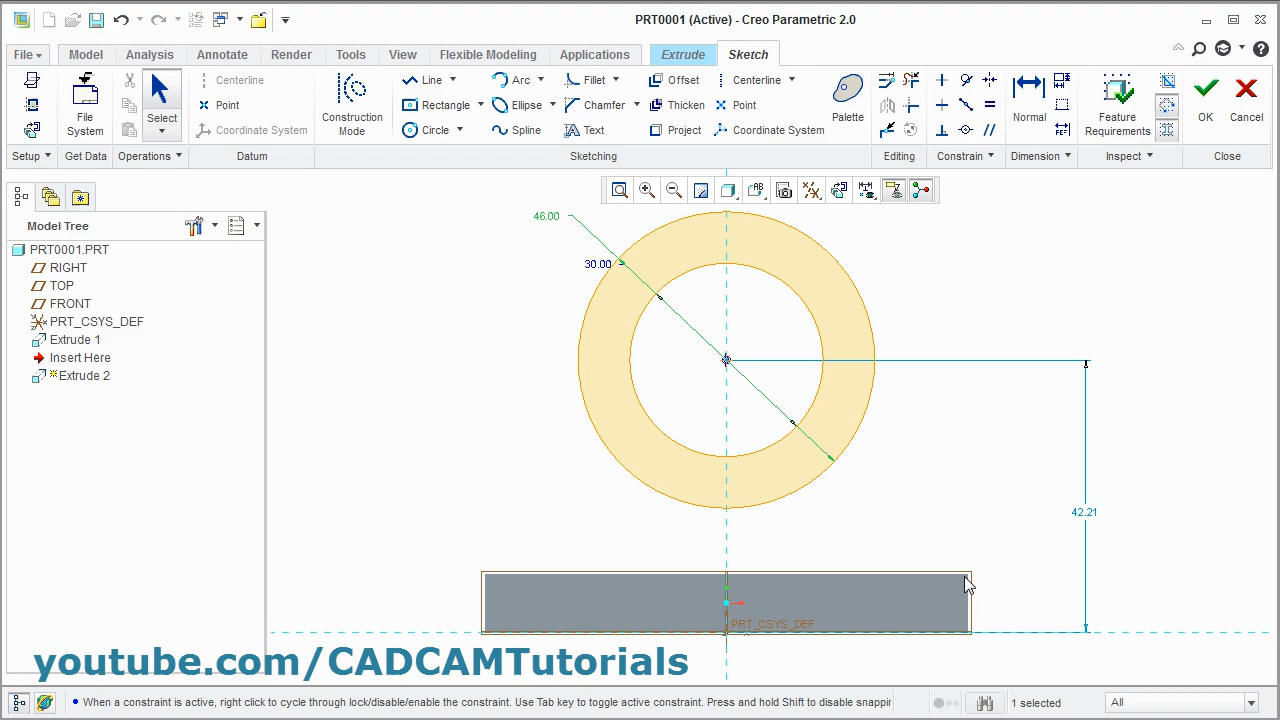 PRT0001 (Active) - Creo Parametric 2.0
File
Model
Analysis
Annotate
Render
Tools
View
Flexible Modeling
Applications
Extrude
Sketch
File
System
Select
Centerline
Point
Coordinate System
Construction
Mode
Line
Rectangle
Circle
Arc
Ellipse
Spline
Fillet
Chamfer
Text
Offset
Thicken
Project
Centerline
Point
Coordinate System
Palette
Normal
Feature
Requirements
OK
Cancel
Setup
Get Data
Operations
Datum
Sketching
Editing
Constrain
Dimension
Inspect
Close
Model Tree
PRT0001.PRT
RIGHT
TOP
FRONT
PRT_CSYS_DEF
Extrude 1
Insert Here
Extrude 2
46.00
30.00
42.21
PRT_CSYS_DEF
youtube.com/CADCAMTutorials
When a constraint is active, right click to cycle through lock/disable/enable the constraint. Use Tab key to toggle active constraint. Press and hold Shift to disable snappin
1 selected
All